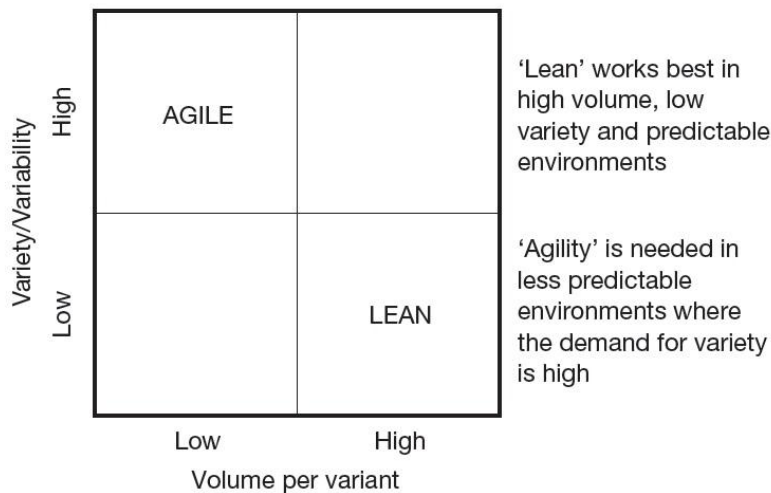 Variety/Variability
High
Low
AGILE
LEAN
Low
High
Volume per variant
‘Lean’ works best in
high volume, low
variety and predictable
environments
‘Agility’ is needed in
less predictable
environments where
the demand for variety
is high